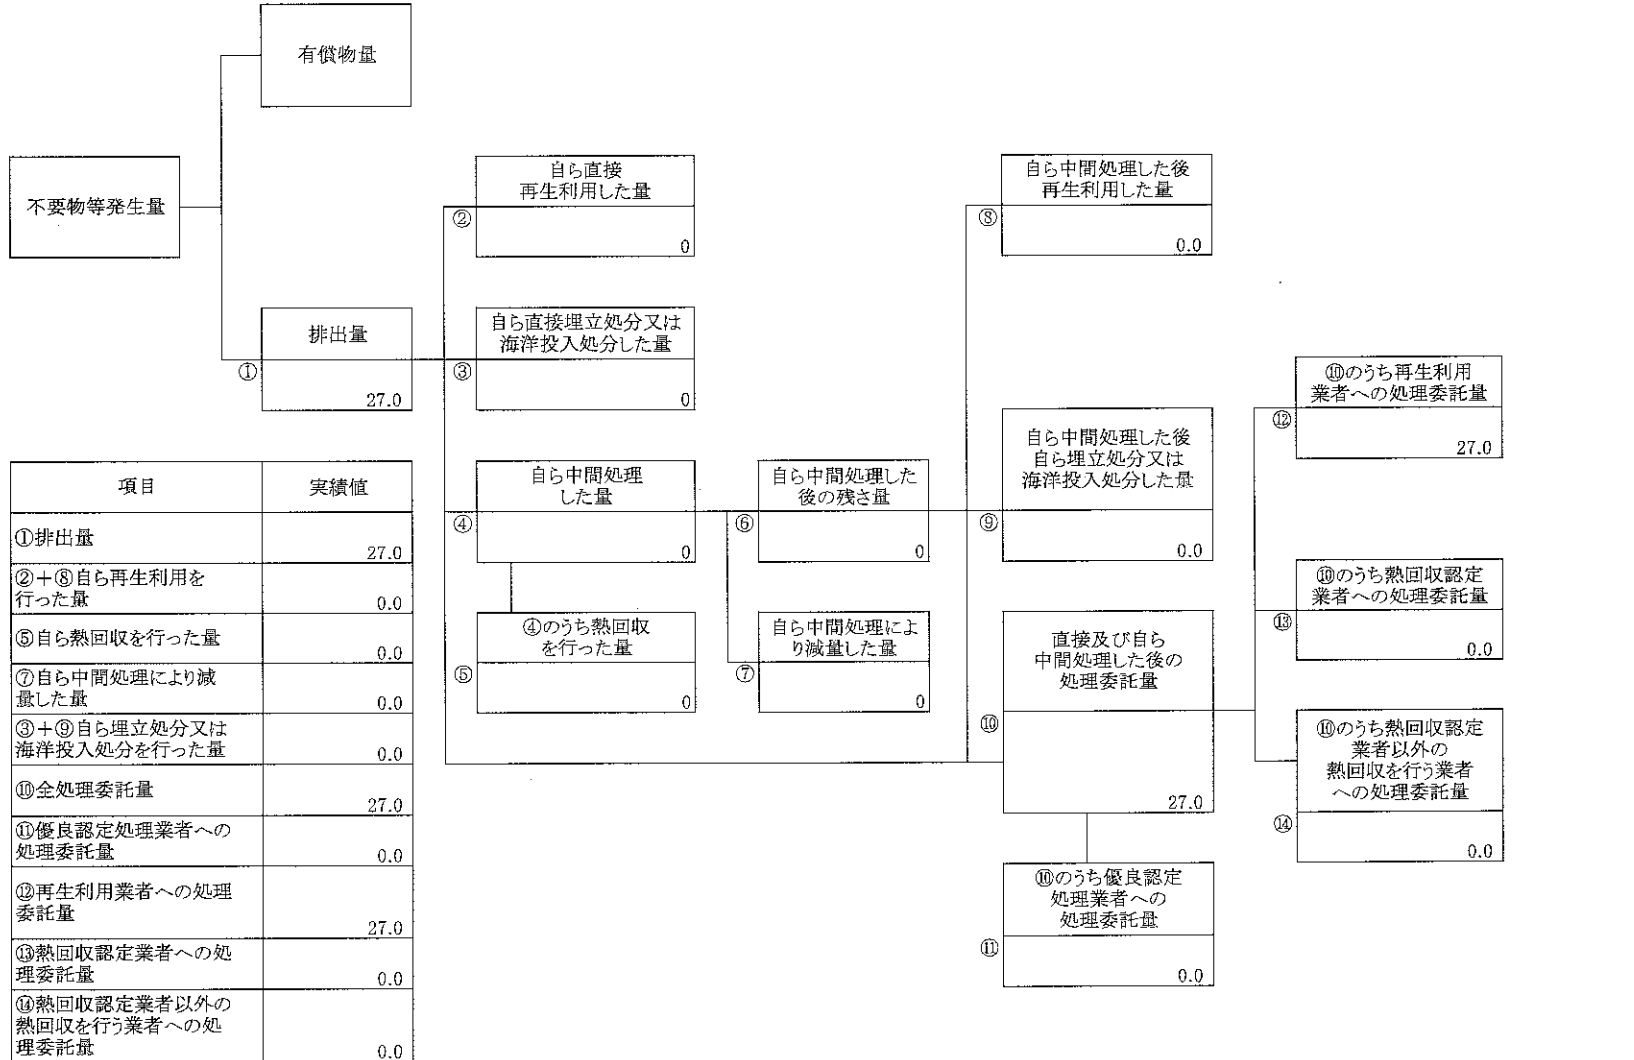 有償物量
不要物等発生量
排出量
①
27.0
自ら直接
再生利用した量
②
0
自ら直接埋立処分又は
海洋投入処分した量
③
0
自ら中間処理
した量
④
0
④のうち熱回収
を行った量
⑤
0
自ら中間処理した
後の残さ量
⑥
0
自ら中間処理によ
り減量した量
⑦
0
自ら中間処理した後
再生利用した量
⑧
0.0
自ら中間処理した後
自ら埋立処分又は
海洋投入処分した量
⑨
0.0
直接及び自ら
中間処理した後の
処理委託量
⑩
27.0
⑩のうち優良認定
処理業者への
処理委託量
⑪
0.0
⑩のうち再生利用
業者への処理委託量
⑫
27.0
⑩のうち熱回収認定
業者への処理委託量
⑬
0.0
⑩のうち熱回収認定
業者以外の
熱回収を行う業者
への処理委託量
⑭
0.0
項目 実績値
①排出量
27.0
②+⑧自ら再生利用を
行った量
0.0
⑤自ら熱回収を行った量
0.0
⑦自ら中間処理により減
量した量
0.0
③+⑨自ら埋立処分又は
海洋投入処分を行った量
0.0
⑩全処理委託量
27.0
⑪優良認定処理業者への
処理委託量
0.0
⑫再生利用業者への処理
委託量
27.0
⑬熱回収認定業者への処
理委託量
0.0
⑭熱回収認定業者以外の
熱回収を行う業者への処
理委託量
0.0